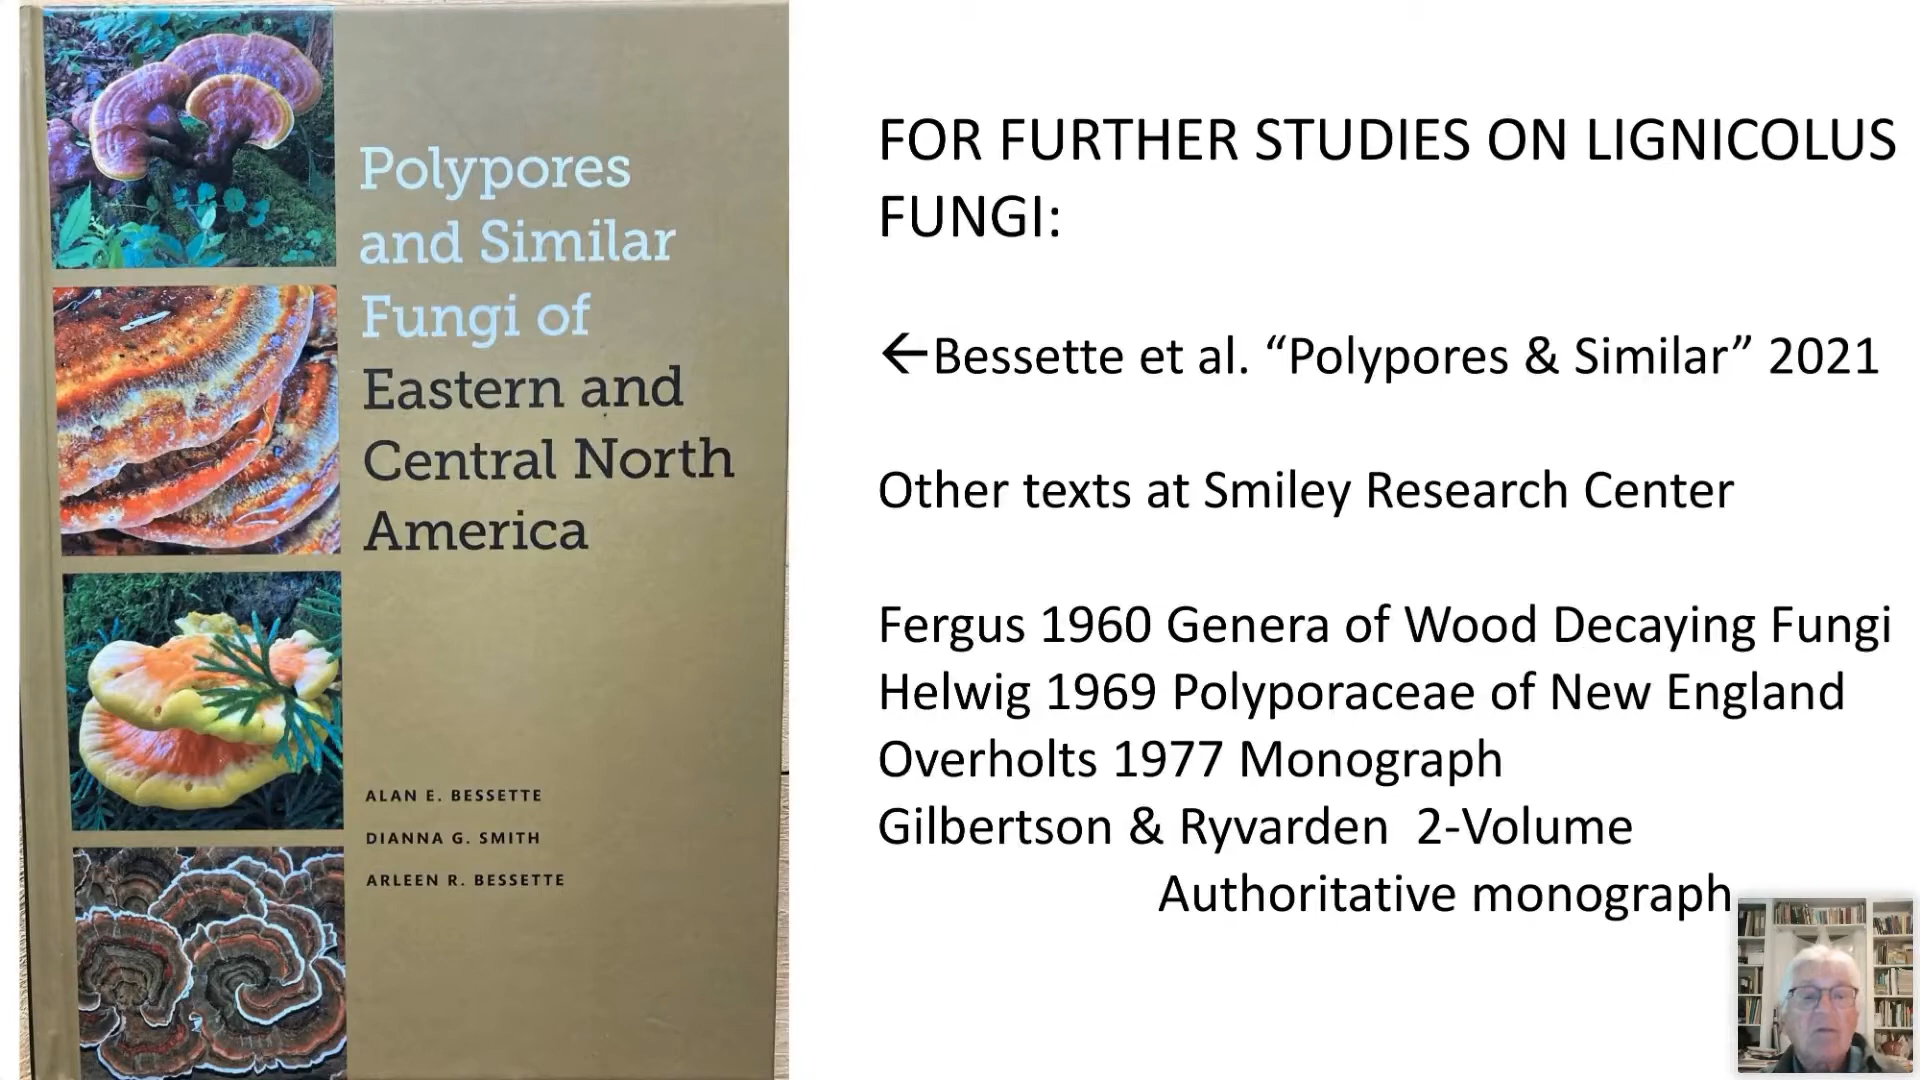 Polypores
and Similar
Fungi of
Eastern and
Central North
America
ALAN E. BESSETTE
DIANNA G. SMITH
ARLEEN R. BESSETTE
FOR FURTHER STUDIES ON LIGNICOLUS
FUNGI:
←Bessette et al. “Polypores & Similar” 2021
Other texts at Smiley Research Center
Fergus 1960 Genera of Wood Decaying Fungi
Helwig 1969 Polyporaceae of New England
Overholts 1977 Monograph
Gilbertson & Ryvarden 2-Volume
Authoritative monograph